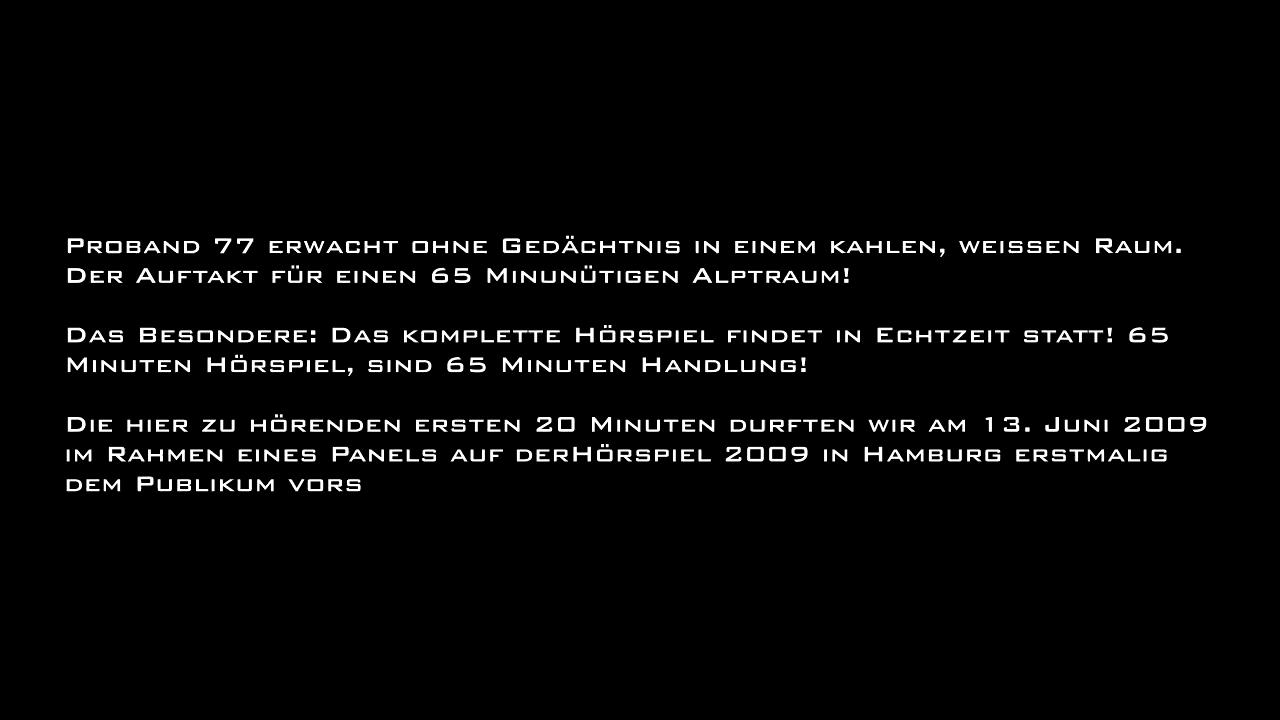 Proband 77 erwacht ohne Gedächtnis in einem kahlen, weissen Raum.
Der Auftakt für einen 65 Minunütigen Alptraum!
Das Besondere: Das komplette Hörspiel findet in Echtzeit statt! 65
Minuten Hörspiel, sind 65 Minuten Handlung!
Die hier zu hörenden ersten 20 Minuten durften wir am 13. Juni 2009
im Rahmen eines Panels auf derHörspiel 2009 in Hamburg erstmalig
dem Publikum vors